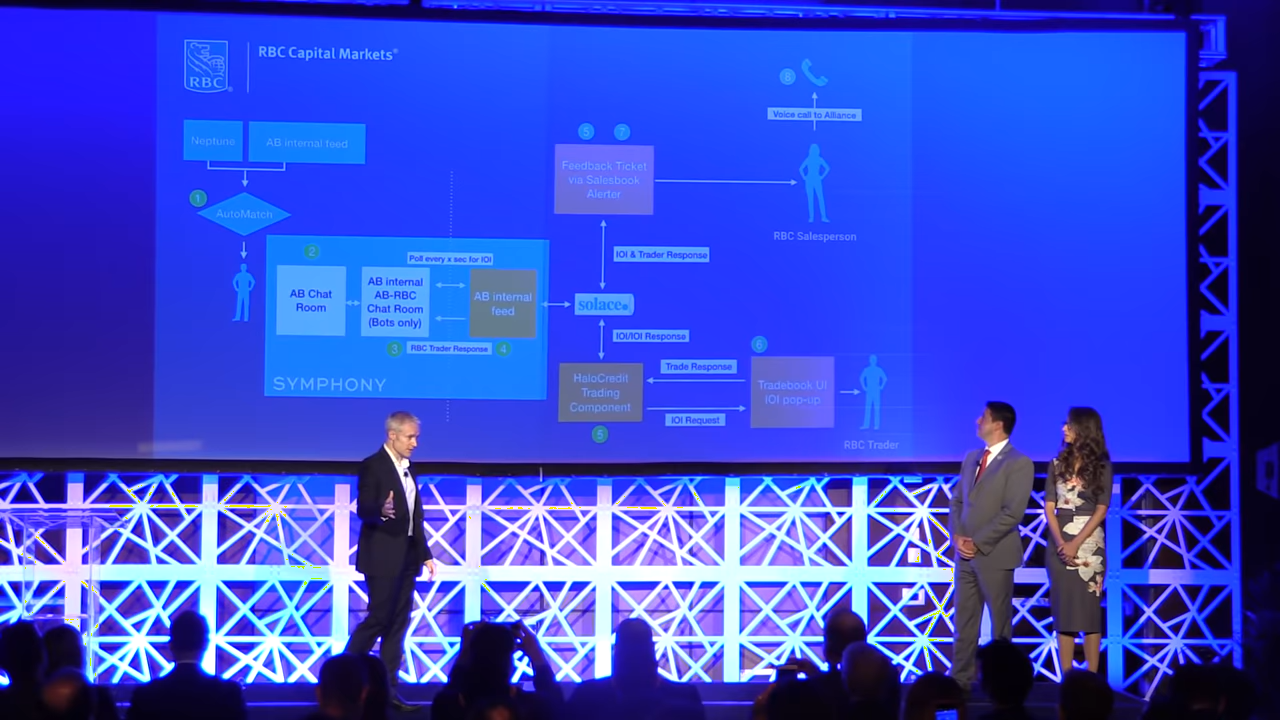 RBC Capital Markets®
RBC®
8
Voice call to Alliance
5 7
Neptune
AB internal feed
Feedback Ticket
via Salesbook
Alerter
1
AutoMatch
RBC Salesperson
2
Poll every x sec for IOI
IOI & Trader Response
AB Chat
Room
AB internal
AB-RBC
Chat Room
(Bots only)
AB internal
feed
solace.
3
RBC Trader Response
4
IOI/IOI Response
6
SYMPHONY
HaloCredit
Trading
Component
Trade Response
IOI Request
Tradebook UI
IOI pop-up
5
RBC Trader